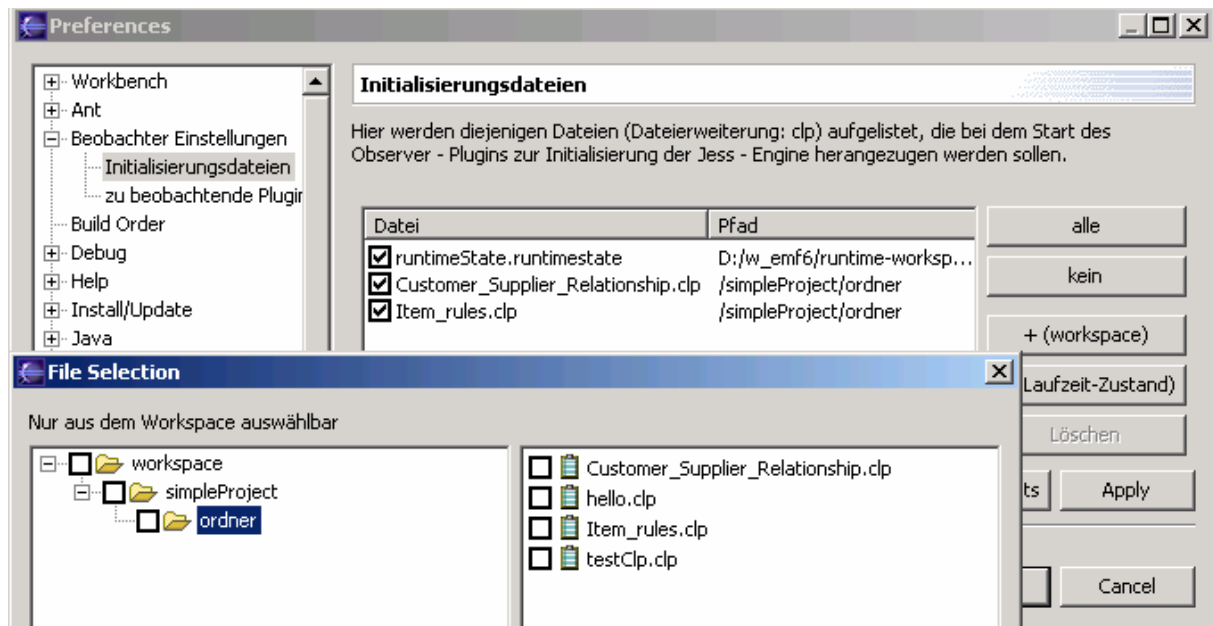 Preferences
Workbench
Ant
Beobachter Einstellungen
Initialisierungsdateien
zu beobachtende Plugin
Build Order
Debug
Help
Install/Update
Java
Initialisierungsdateien
Hier werden diejenigen Dateien (Dateierweiterung: clp) aufgelistet, die bei dem Start des
Observer - Plugins zur Initialisierung der Jess - Engine herangezugen werden sollen.
Datei Pfad
runtimeState.runtimestate D:/w_emf6/runtime-worksp...
Customer_Supplier_Relationship.clp /simpleProject/ordner
Item_rules.clp /simpleProject/ordner
alle
kein
+ (workspace)
Laufzeit-Zustand)
Löschen
ts Apply
Cancel
File Selection
Nur aus dem Workspace auswählbar
workspace
simpleProject
ordner
Customer_Supplier_Relationship.clp
hello.clp
Item_rules.clp
testClp.clp